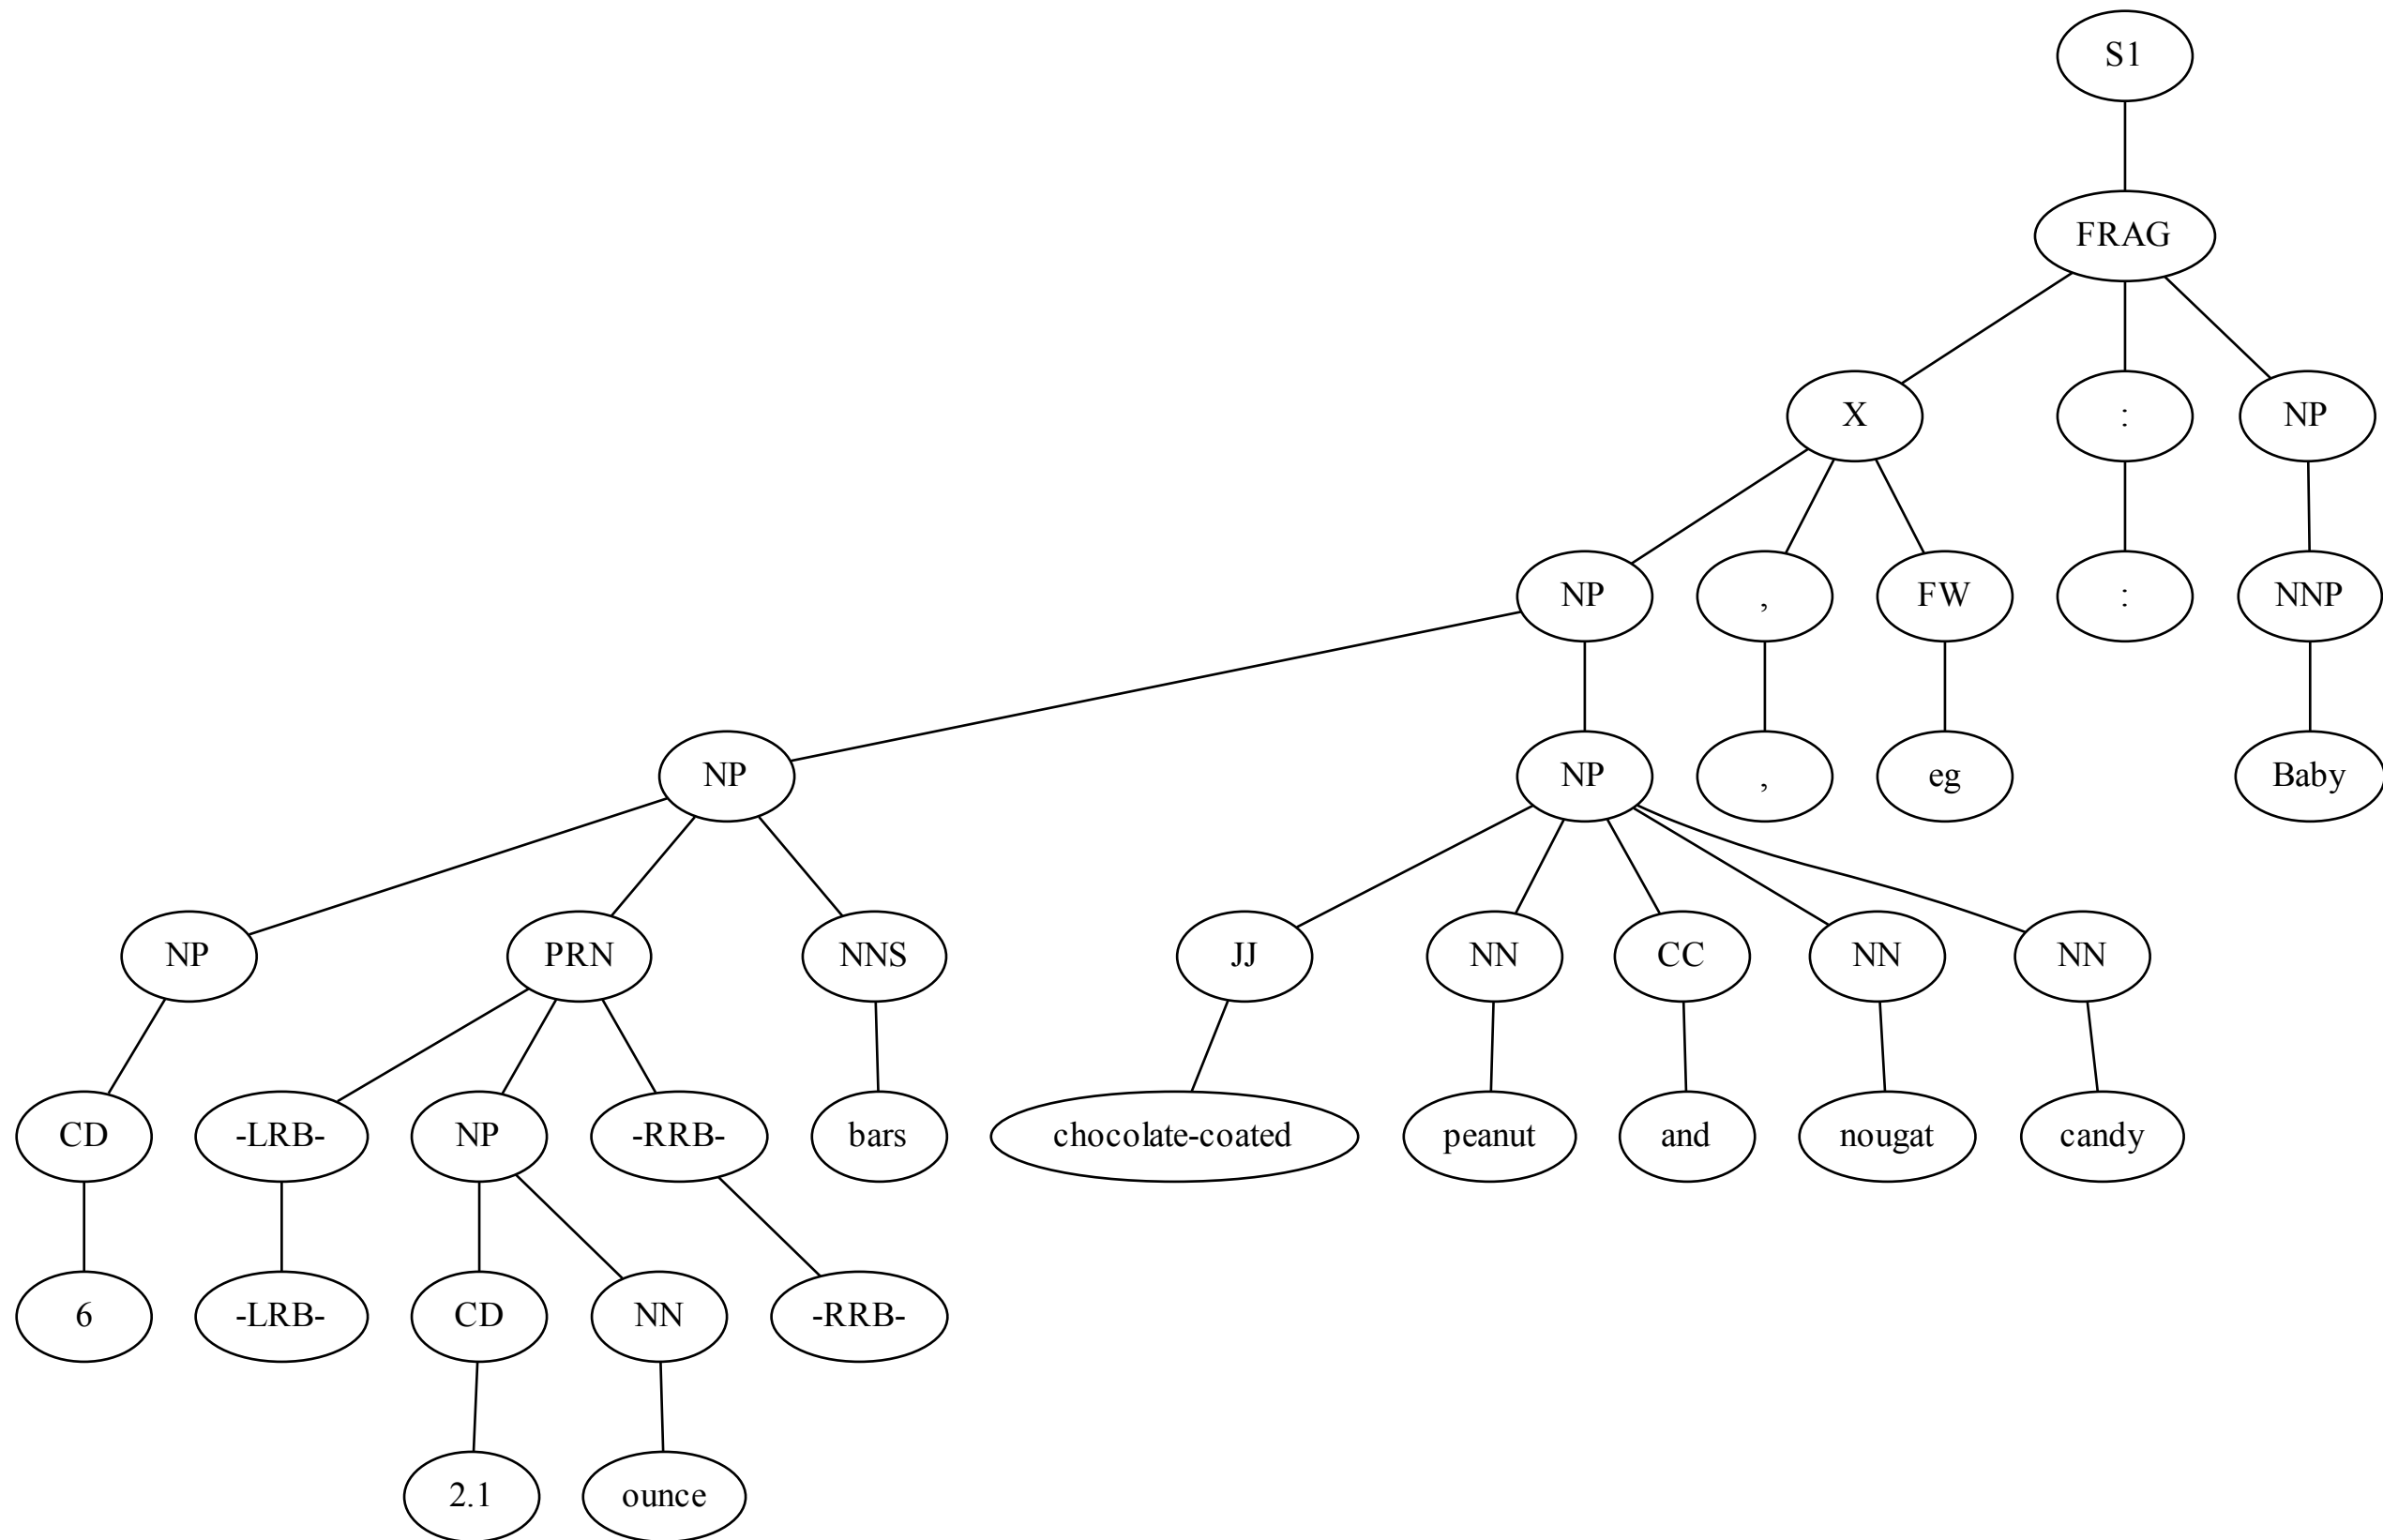 S1
FRAG
X : NP
NP , FW : NNP
NP NP , eg Baby
NP PRN NNS JJ NN CC NN NN
CD -LRB- NP -RRB- bars chocolate-coated peanut and nougat candy
6 -LRB- CD NN -RRB-
2.1 ounce